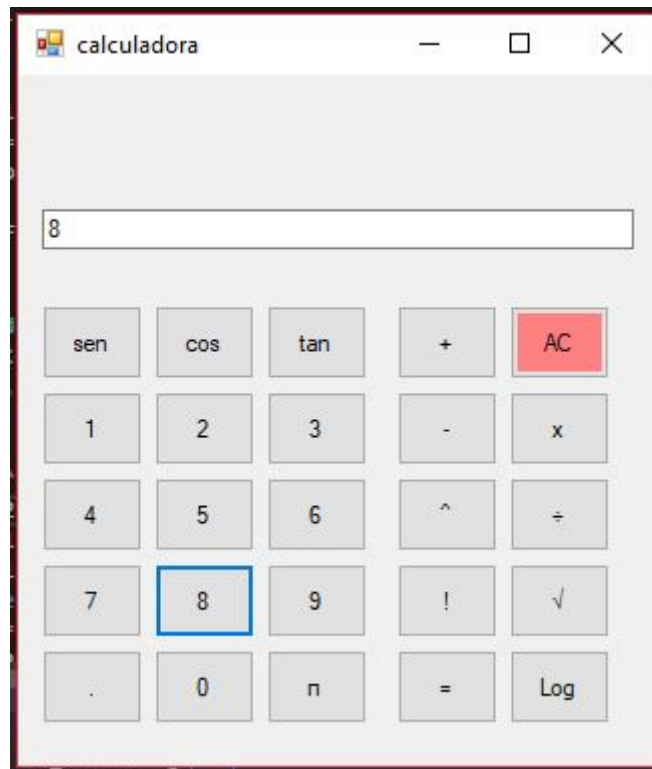 calculadora
8
sen cos tan + AC
1 2 3 - x
4 5 6 ^ ÷
7 8 9 ! √
. 0 п = Log